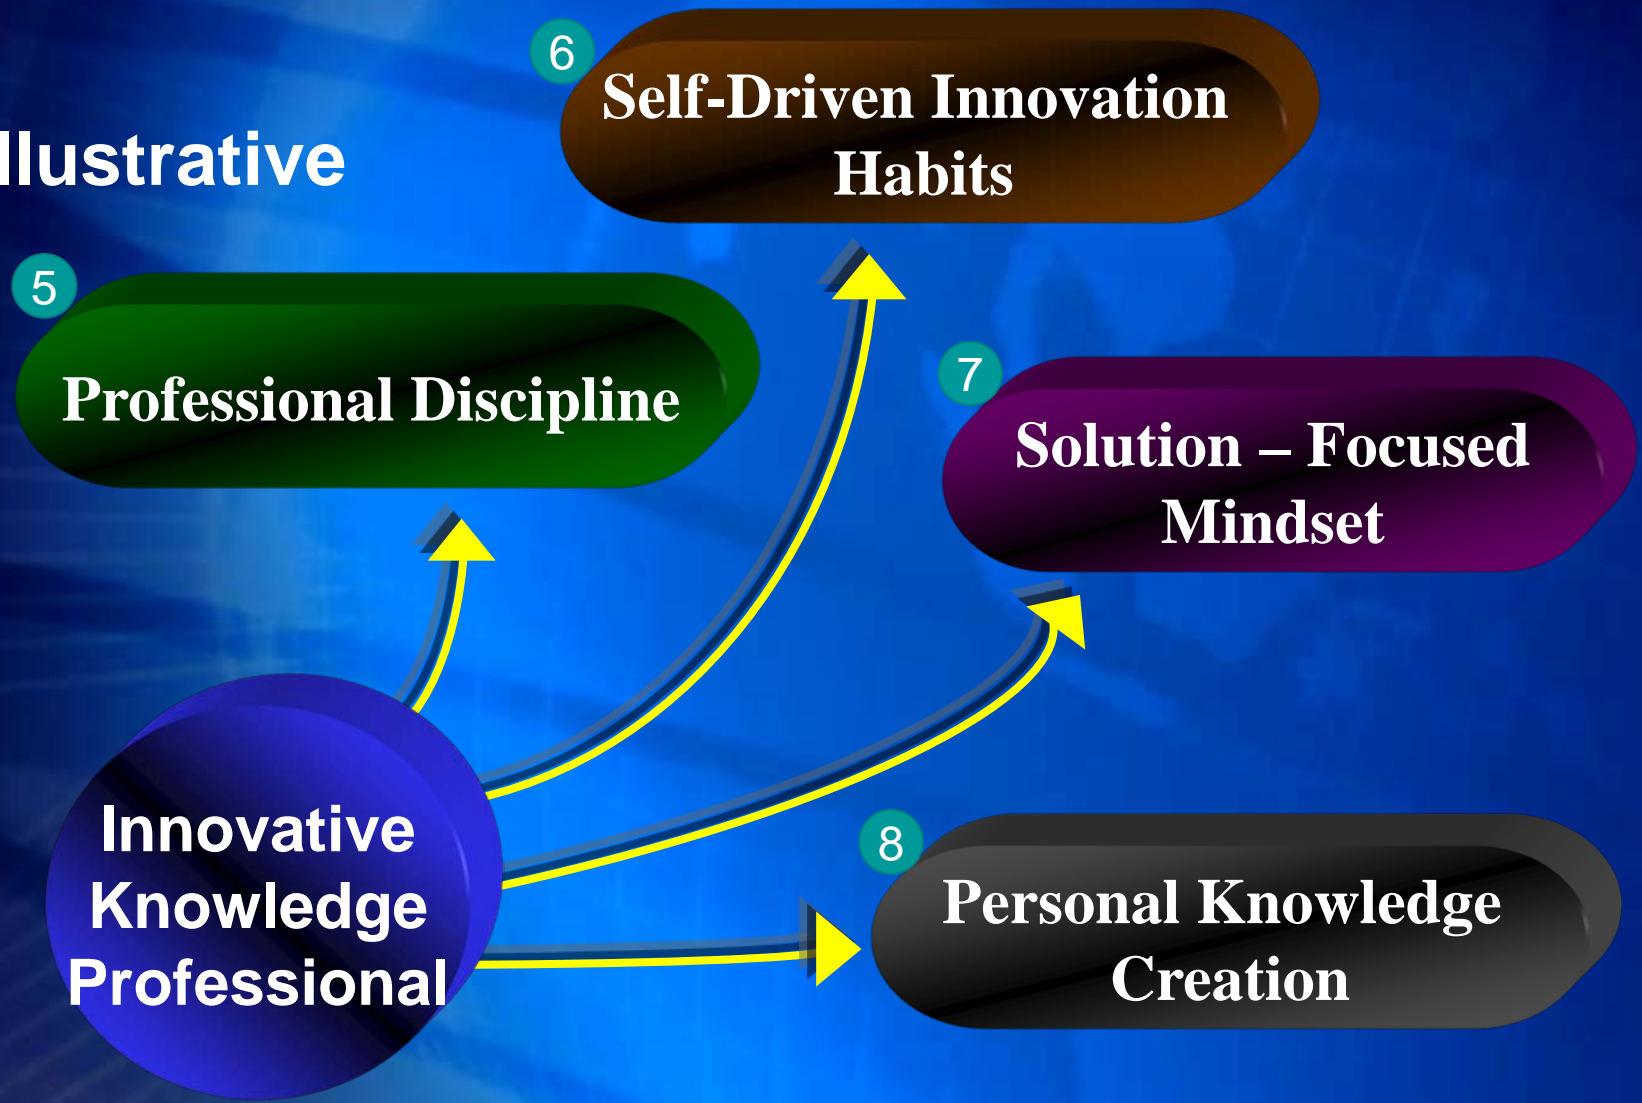 6
Self-Driven Innovation
Habits
llustrative
5
Professional Discipline
7
Solution – Focused
Mindset
Innovative
Knowledge
Professional
8
Personal Knowledge
Creation